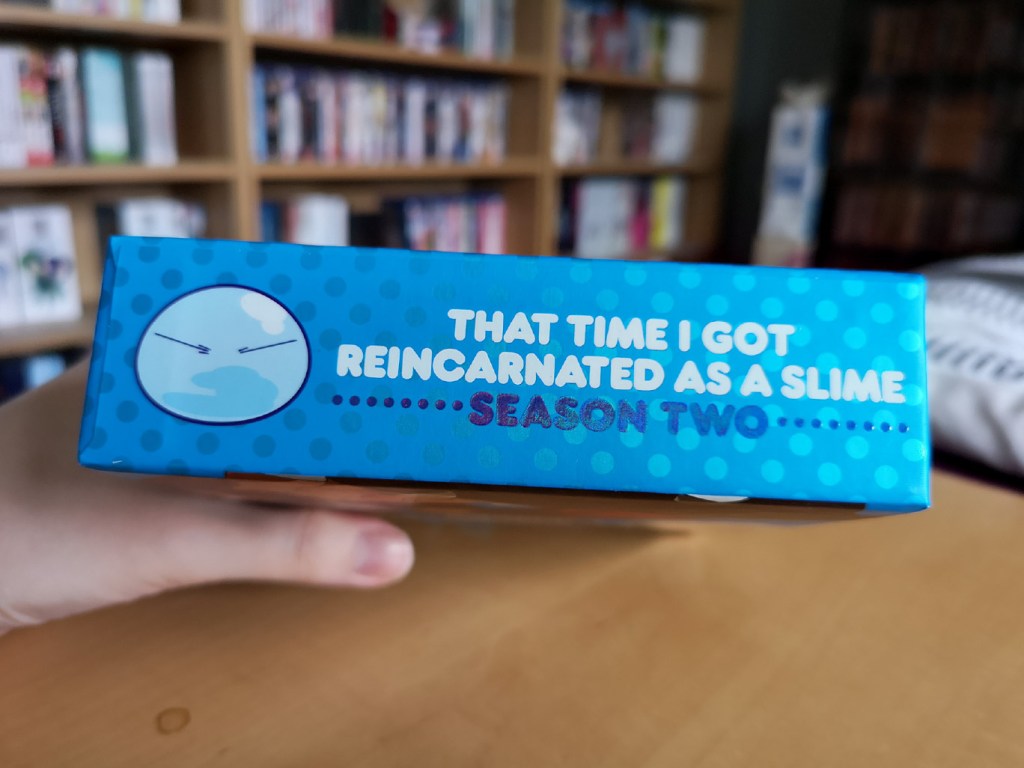 THAT TIME I GOT
REINCARNATED AS A SLIME
SEASON TWO